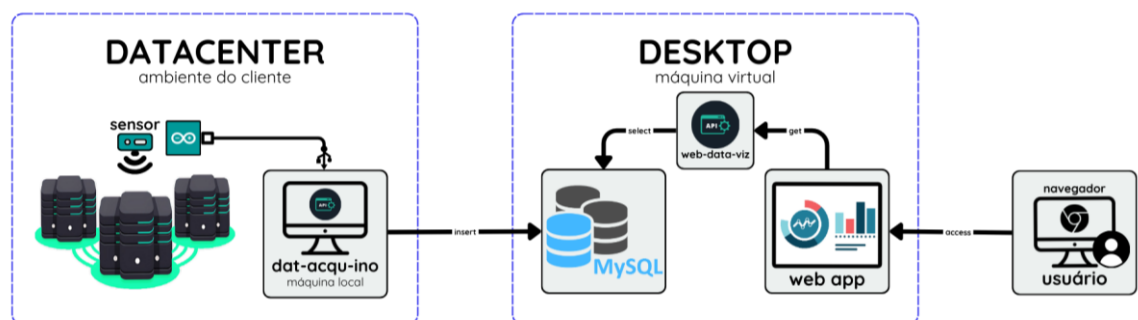 DATACENTER
ambiente do cliente
sensor
API
dat-acqu-ino
máquina local
insert
DESKTOP
máquina virtual
select
API
web-data-viz
get
MySQL
web app
access
navegador
usuário